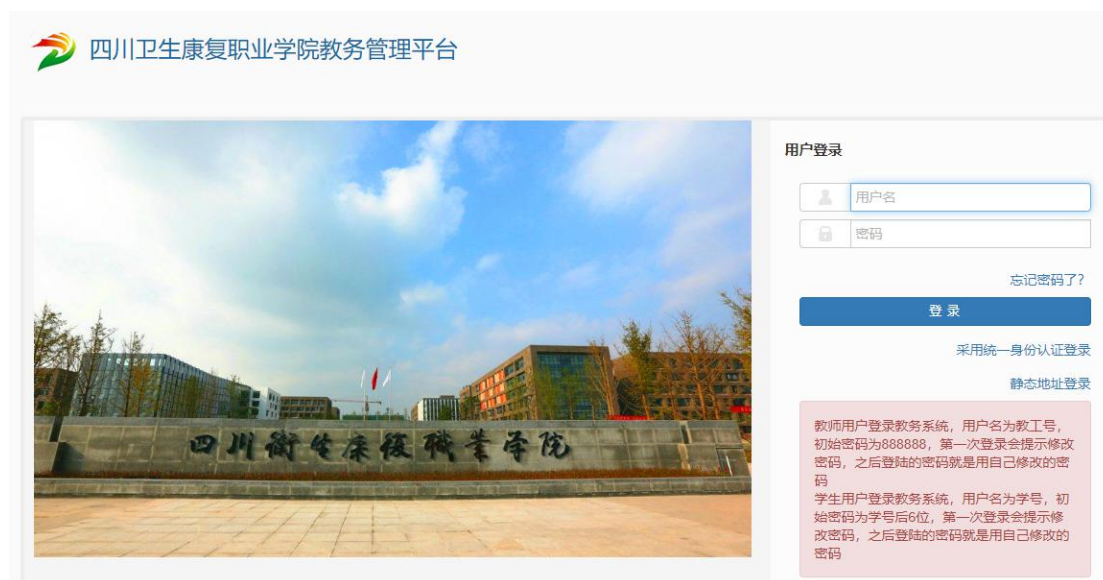 四川卫生康复职业学院教务管理平台
四川衛生康復職業学院
用户登录
用户名
密码
忘记密码了?
登 录
采用统一身份认证登录
静态地址登录
教师用户登录教务系统，用户名为教工号，
初始密码为888888，第一次登录会提示修改
密码，之后登陆的密码就是用自己修改的密
码
学生用户登录教务系统，用户名为学号，初
始密码为学号后6位，第一次登录会提示修
改密码，之后登陆的密码就是用自己修改的
密码